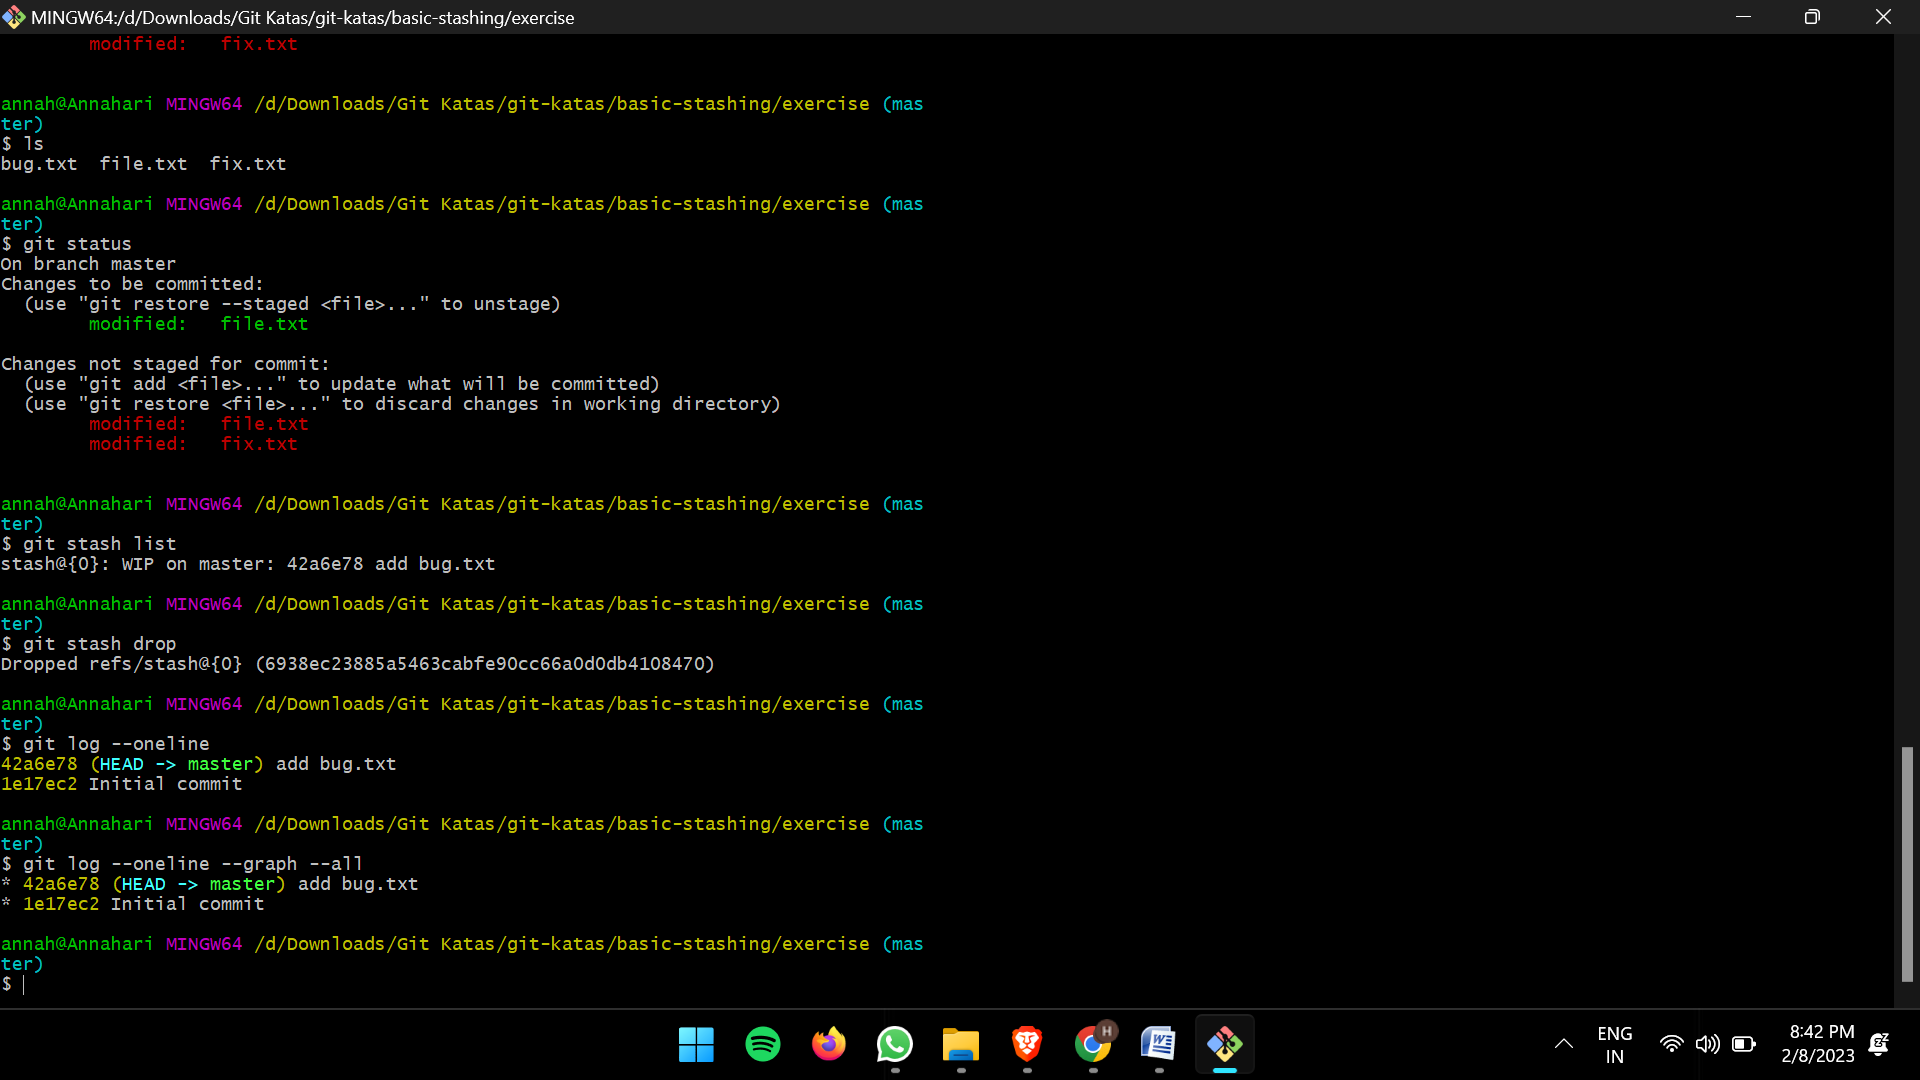 MINGW64:/d/Downloads/Git Katas/git-katas/basic-stashing/exercise
modified:   fix.txt
annah@Annahari MINGW64 /d/Downloads/Git Katas/git-katas/basic-stashing/exercise (mas
ter)
$ ls
bug.txt  file.txt  fix.txt
annah@Annahari MINGW64 /d/Downloads/Git Katas/git-katas/basic-stashing/exercise (mas
ter)
$ git status
On branch master
Changes to be committed:
  (use "git restore --staged <file>..." to unstage)
        modified:   file.txt
Changes not staged for commit:
  (use "git add <file>..." to update what will be committed)
  (use "git restore <file>..." to discard changes in working directory)
        modified:   file.txt
        modified:   fix.txt
annah@Annahari MINGW64 /d/Downloads/Git Katas/git-katas/basic-stashing/exercise (mas
ter)
$ git stash list
stash@{0}: WIP on master: 42a6e78 add bug.txt
annah@Annahari MINGW64 /d/Downloads/Git Katas/git-katas/basic-stashing/exercise (mas
ter)
$ git stash drop
Dropped refs/stash@{0} (6938ec23885a5463cabfe90cc66a0d0db4108470)
annah@Annahari MINGW64 /d/Downloads/Git Katas/git-katas/basic-stashing/exercise (mas
ter)
$ git log --oneline
42a6e78 (HEAD -> master) add bug.txt
1e17ec2 Initial commit
annah@Annahari MINGW64 /d/Downloads/Git Katas/git-katas/basic-stashing/exercise (mas
ter)
$ git log --oneline --graph --all
* 42a6e78 (HEAD -> master) add bug.txt
* 1e17ec2 Initial commit
annah@Annahari MINGW64 /d/Downloads/Git Katas/git-katas/basic-stashing/exercise (mas
ter)
$
H
W
ENG
IN
8:42 PM
2/8/2023